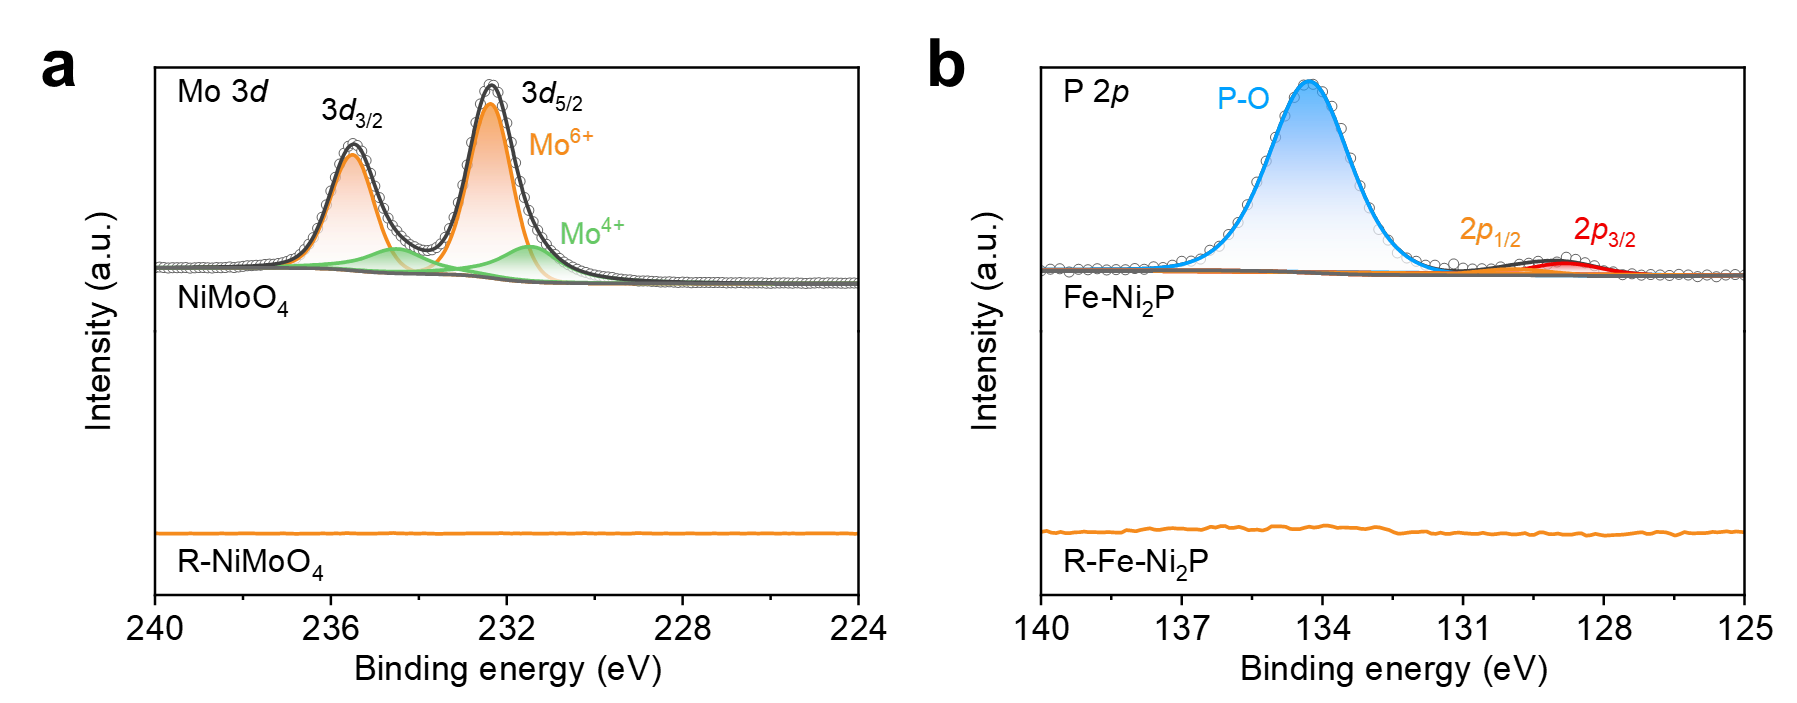 a
Mo 3d
3d3/2
3d5/2
Mo6+
Mo4+
NiMoO4
R-NiMoO4
Intensity (a.u.)
240 236 232 228 224
Binding energy (eV)
b
P 2p
P-O
2p1/2
2p3/2
Fe-Ni2P
R-Fe-Ni2P
Intensity (a.u.)
140 137 134 131 128 125
Binding energy (eV)